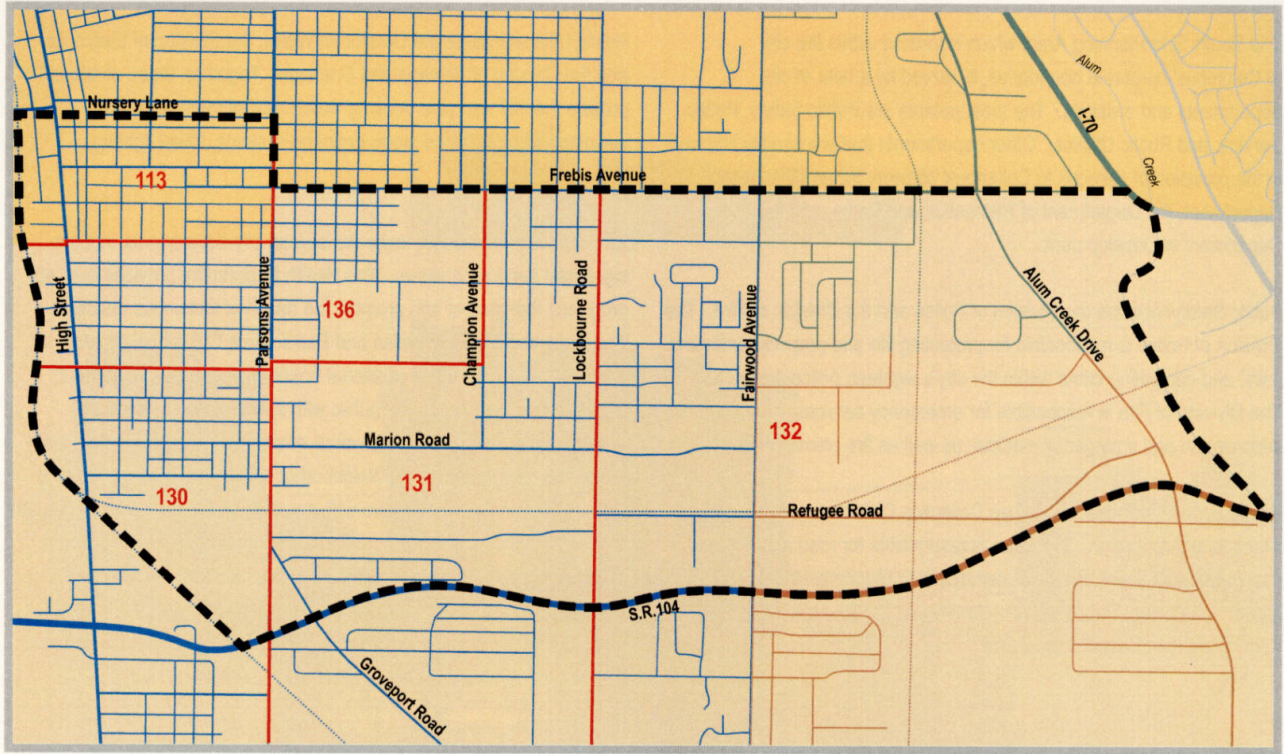 Alum
I-70
Creek
Nursery Lane
113
Frebis Avenue
High Street
Parsons Avenue
136
Champion Avenue
Lockbourne Road
Fairwood Avenue
Alum Creek Drive
Marion Road
132
130
131
Refugee Road
S.R.104
Groveport Road